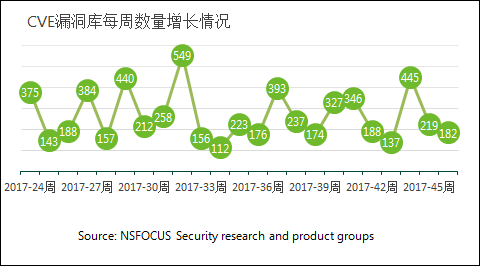 CVE漏洞库每周数量增长情况
375 143 188 384 157 440 212 258 549 156 112 223 176 393 237 174 327 346 188 137 445 219 182
2017-24周 2017-27周 2017-30周 2017-33周 2017-36周 2017-39周 2017-42周 2017-45周
Source: NSFOCUS Security research and product groups